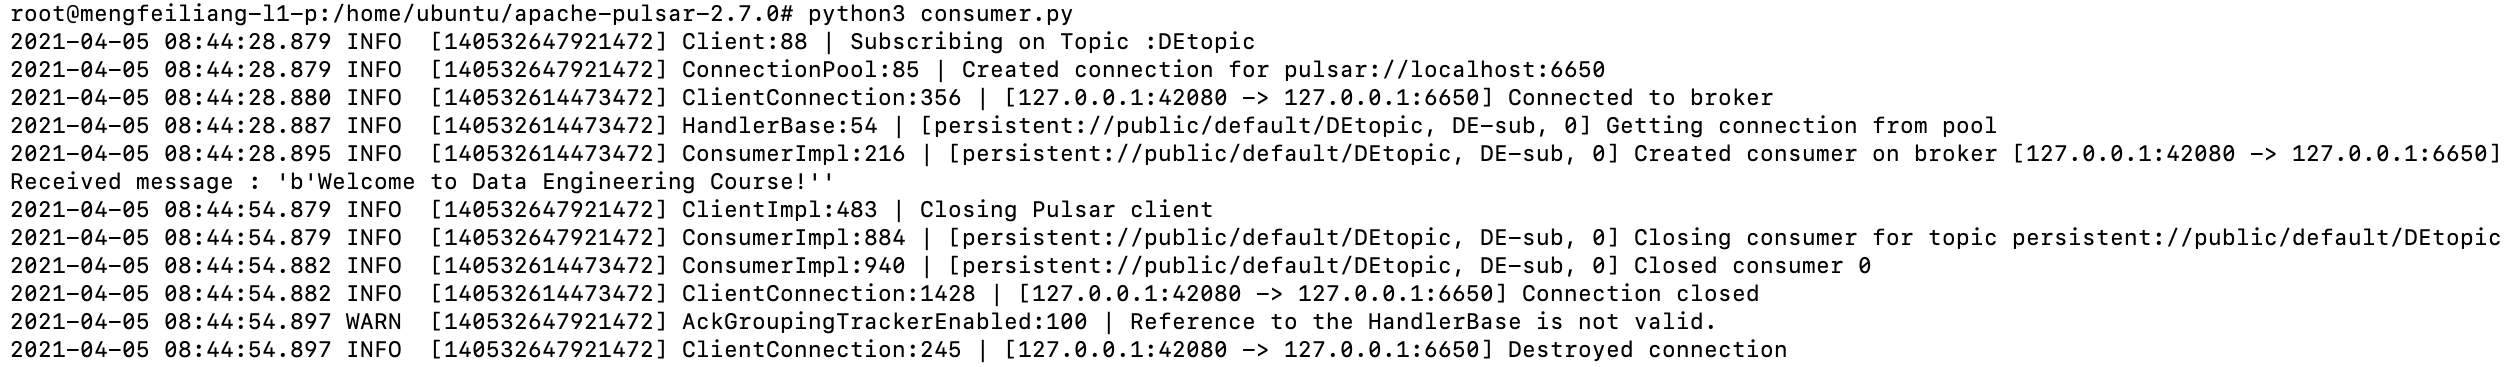 root@mengfeiliang-l1-p:/home/ubuntu/apache-pulsar-2.7.0# python3 consumer.py
2021-04-05 08:44:28.879 INFO  [140532647921472] Client:88 | Subscribing on Topic :DEtopic
2021-04-05 08:44:28.879 INFO  [140532647921472] ConnectionPool:85 | Created connection for pulsar://localhost:6650
2021-04-05 08:44:28.880 INFO  [140532614473472] ClientConnection:356 | [127.0.0.1:42080 -> 127.0.0.1:6650] Connected to broker
2021-04-05 08:44:28.887 INFO  [140532614473472] HandlerBase:54 | [persistent://public/default/DEtopic, DE-sub, 0] Getting connection from pool
2021-04-05 08:44:28.895 INFO  [140532614473472] ConsumerImpl:216 | [persistent://public/default/DEtopic, DE-sub, 0] Created consumer on broker [127.0.0.1:42080 -> 127.0.0.1:6650]
Received message : 'b'Welcome to Data Engineering Course!''
2021-04-05 08:44:54.879 INFO  [140532647921472] ClientImpl:483 | Closing Pulsar client
2021-04-05 08:44:54.879 INFO  [140532647921472] ConsumerImpl:884 | [persistent://public/default/DEtopic, DE-sub, 0] Closing consumer for topic persistent://public/default/DEtopic
2021-04-05 08:44:54.882 INFO  [140532614473472] ConsumerImpl:940 | [persistent://public/default/DEtopic, DE-sub, 0] Closed consumer 0
2021-04-05 08:44:54.882 INFO  [140532614473472] ClientConnection:1428 | [127.0.0.1:42080 -> 127.0.0.1:6650] Connection closed
2021-04-05 08:44:54.897 WARN  [140532647921472] AckGroupingTrackerEnabled:100 | Reference to the HandlerBase is not valid.
2021-04-05 08:44:54.897 INFO  [140532647921472] ClientConnection:245 | [127.0.0.1:42080 -> 127.0.0.1:6650] Destroyed connection